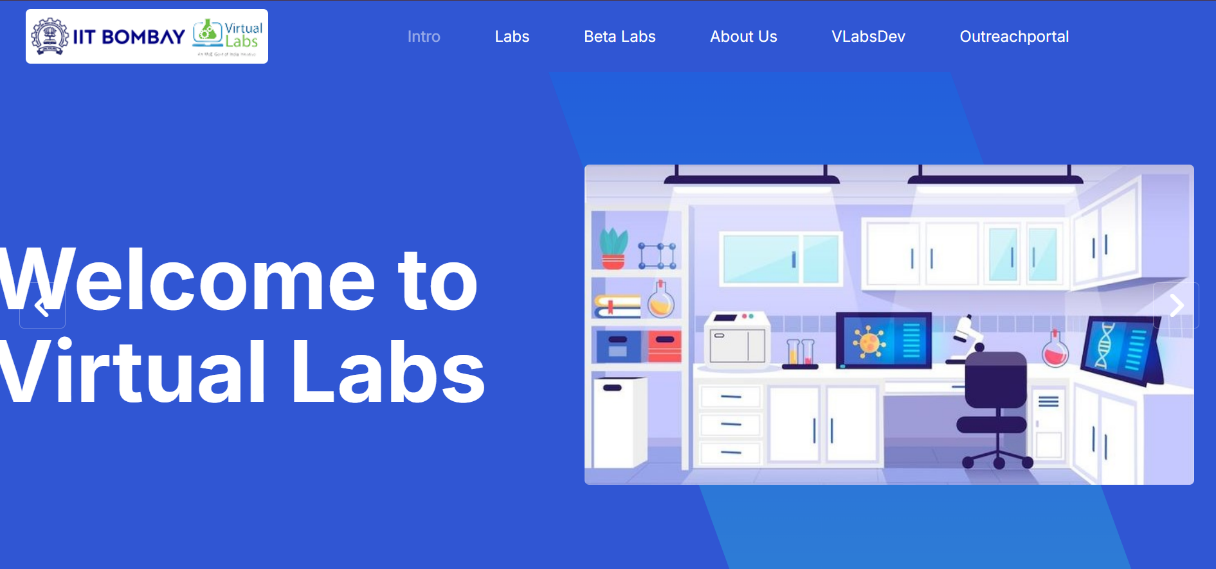 IIT BOMBAY
Virtual
Labs
Intro
Labs
Beta Labs
About Us
VLabsDev
Outreachportal
Welcome to
Virtual Labs